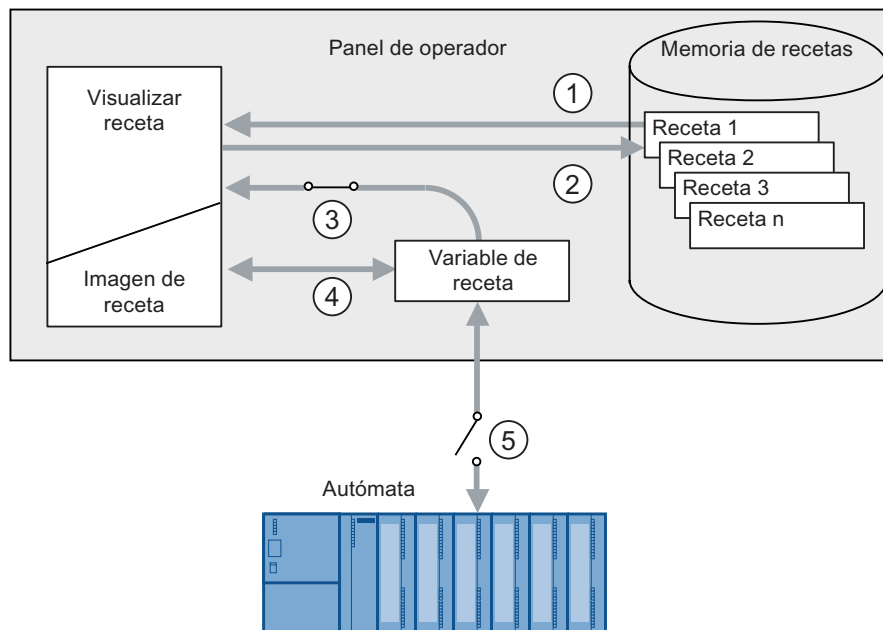 Panel de operador
Memoria de recetas
Visualizar
receta
1
Receta 1
2
Receta 2
Receta 3
Receta n
3
Variable de
receta
Imagen de
receta
4
5
Autómata